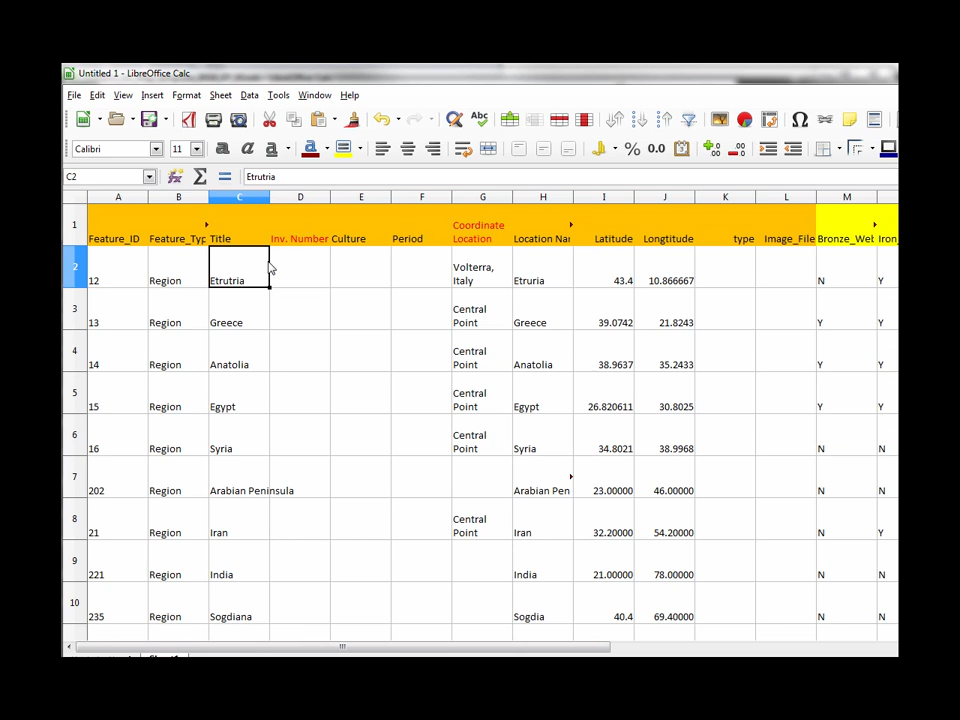 Untitled 1 - LibreOffice Calc
File Edit View Insert Format Sheet Data Tools Window Help
Calibri 11
C2 Etrutria
A B C D E F G H I J K L M
1 Feature_ID Feature_Typ Title Inv. Number Culture Period Coordinate Location Location Nar Latitude Longtitude type Image_File Bronze_Wek Iron_
2 12 Region Etrutria Volterra, Italy Etruria 43.4 10.866667 N Y
3 13 Region Greece Central Point Greece 39.0742 21.8243 Y Y
4 14 Region Anatolia Central Point Anatolia 38.9637 35.2433 Y Y
5 15 Region Egypt Central Point Egypt 26.820611 30.8025 Y Y
6 16 Region Syria Central Point Syria 34.8021 38.9968 N N
7 202 Region Arabian Peninsula Arabian Pen 23.00000 46.00000 N N
8 21 Region Iran Central Point Iran 32.20000 54.20000 N Y
9 221 Region India India 21.00000 78.00000 N N
10 235 Region Sogdiana Sogdia 40.4 69.40000 N N